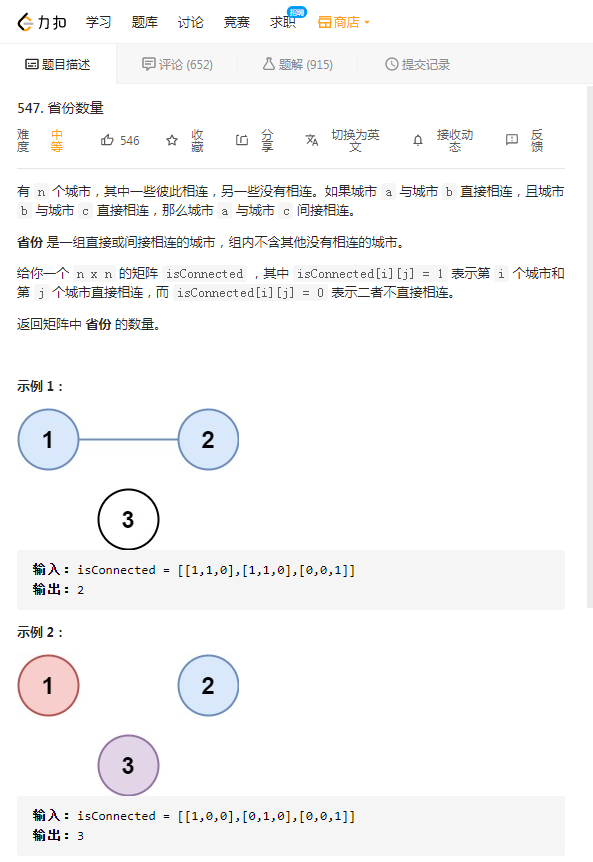 力扣 学习 题库 讨论 竞赛 求职 招聘 商店
题目描述 评论 (652) 题解 (915) 提交记录
547. 省份数量
难度 中等 546 收藏 分享 切换为英文 接收动态 反馈
有 n 个城市，其中一些彼此相连，另一些没有相连。如果城市 a 与城市 b 直接相连，且城市
b 与城市 c 直接相连，那么城市 a 与城市 c 间接相连。
省份 是一组直接或间接相连的城市，组内不含其他没有相连的城市。
给你一个 n x n 的矩阵 isConnected ，其中 isConnected[i][j] = 1 表示第 i 个城市和
第 j 个城市直接相连，而 isConnected[i][j] = 0 表示二者不直接相连。
返回矩阵中 省份 的数量。
示例 1：
1 2
3
输入：isConnected = [[1,1,0],[1,1,0],[0,0,1]]
输出：2
示例 2：
1 2
3
输入：isConnected = [[1,0,0],[0,1,0],[0,0,1]]
输出：3